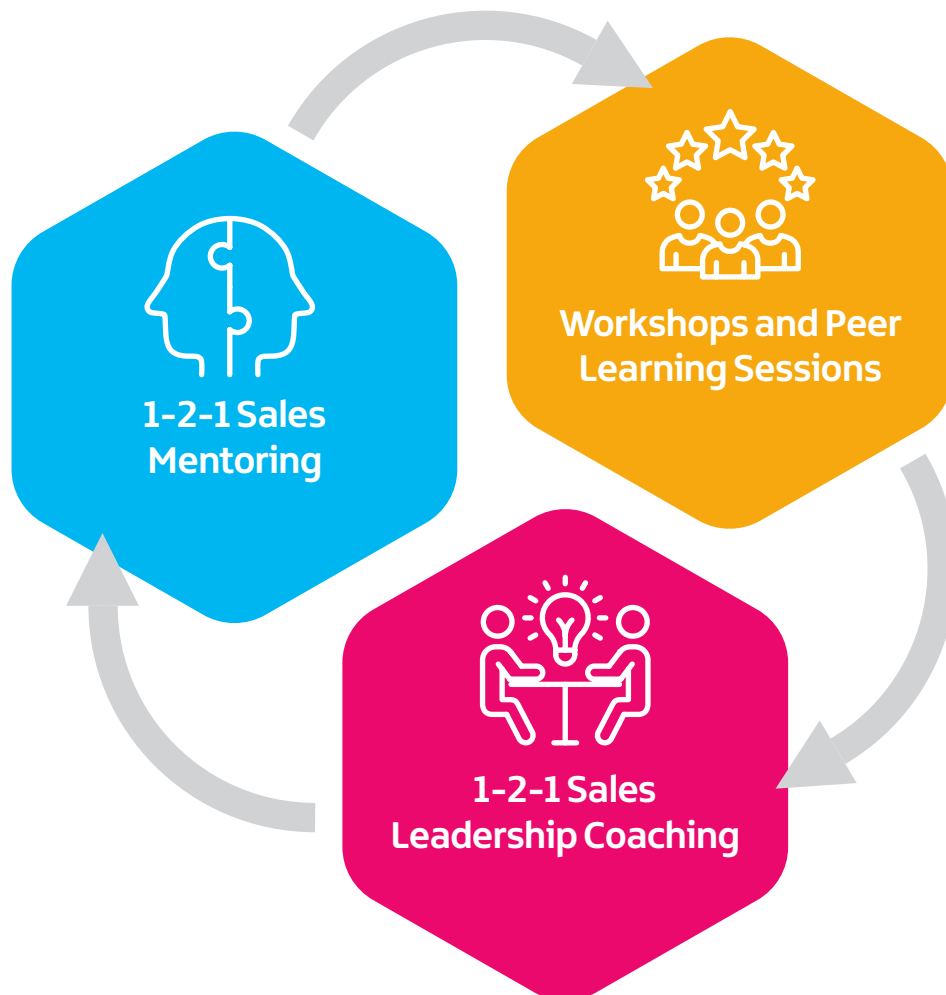 1-2-1 Sales
Mentoring
Workshops and Peer
Learning Sessions
1-2-1 Sales
Leadership Coaching